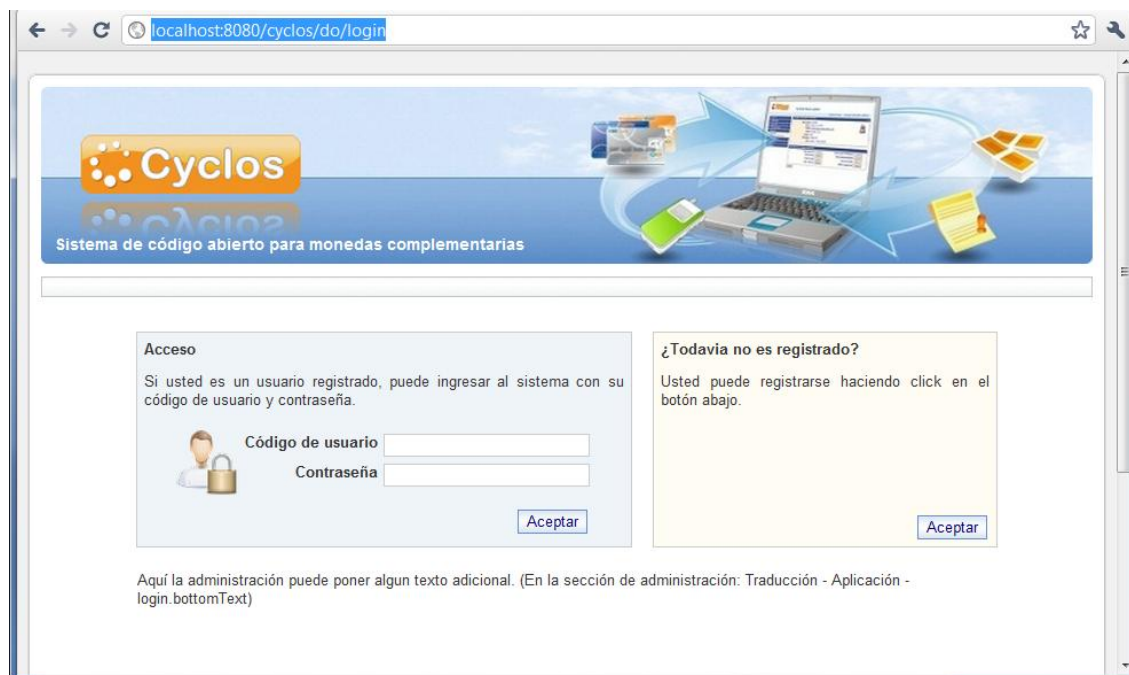 localhost:8080/cyclos/do/login
Cyclos
Sistema de código abierto para monedas complementarias
Acceso
Si usted es un usuario registrado, puede ingresar al sistema con su
código de usuario y contraseña.
Código de usuario
Contraseña
Aceptar
¿Todavia no es registrado?
Usted puede registrarse haciendo click en el
botón abajo.
Aceptar
Aquí la administración puede poner algun texto adicional. (En la sección de administración: Traducción - Aplicación -
login.bottomText)